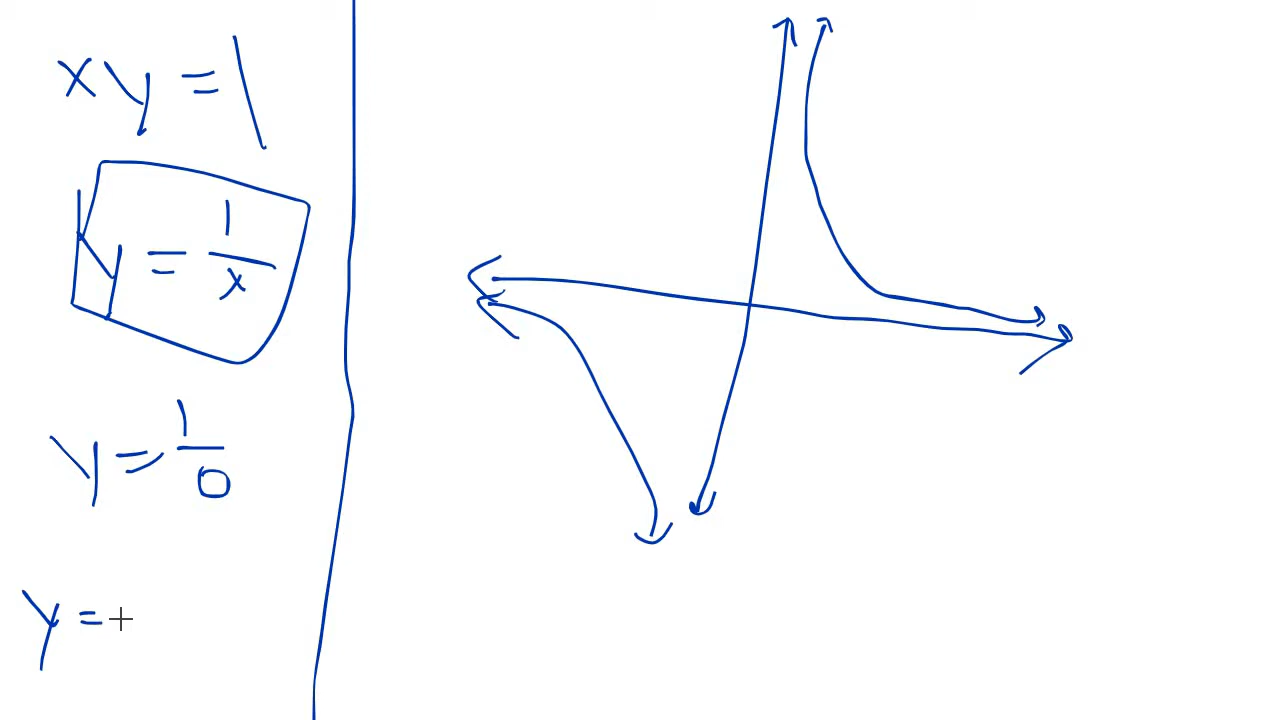 xy = 1
y = 1/x
y = 1/0
y =